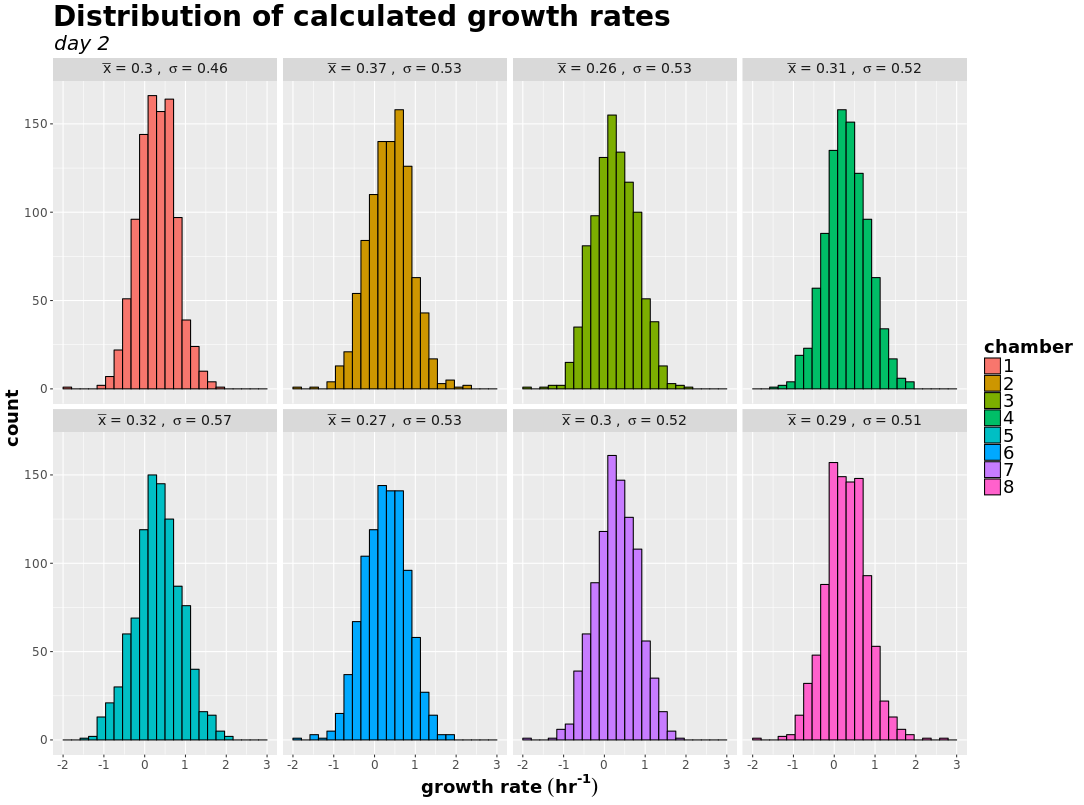 Distribution of calculated growth rates
day 2
x̅ = 0.3 , σ = 0.46
x̅ = 0.37 , σ = 0.53
x̅ = 0.26 , σ = 0.53
x̅ = 0.31 , σ = 0.52
150
100
50
0
x̅ = 0.32 , σ = 0.57
x̅ = 0.27 , σ = 0.53
x̅ = 0.3 , σ = 0.52
x̅ = 0.29 , σ = 0.51
150
100
50
0
-2 -1 0 1 2 3
-2 -1 0 1 2 3
-2 -1 0 1 2 3
-2 -1 0 1 2 3
count
growth rate (hr⁻¹)
chamber
1
2
3
4
5
6
7
8